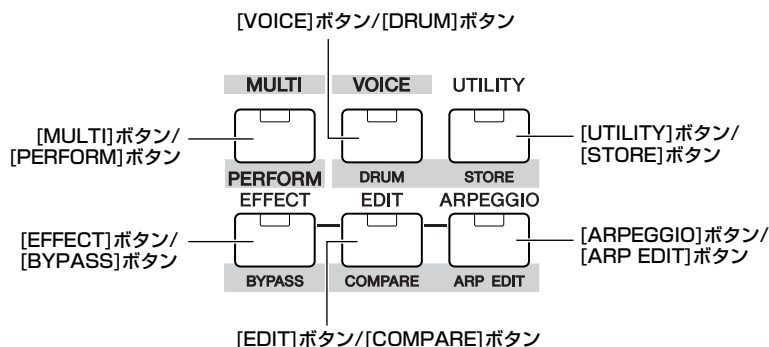 [VOICE]ボタン/[DRUM]ボタン
MULTI VOICE UTILITY
[MULTI]ボタン/
[PERFORM]ボタン
[UTILITY]ボタン/
[STORE]ボタン
PERFORM DRUM STORE
EFFECT EDIT ARPEGGIO
[EFFECT]ボタン/
[BYPASS]ボタン
[ARPEGGIO]ボタン/
[ARP EDIT]ボタン
BYPASS COMPARE ARP EDIT
[EDIT]ボタン/[COMPARE]ボタン